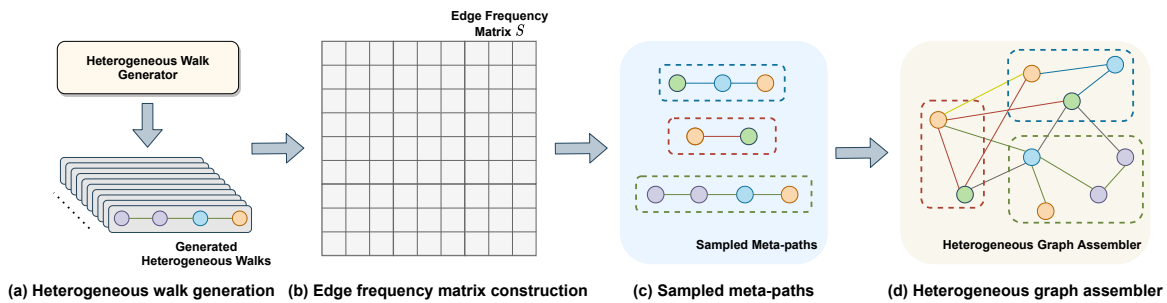 Heterogeneous Walk
Generator
Generated
Heterogeneous Walks
(a) Heterogeneous walk generation
Edge Frequency
Matrix S
(b) Edge frequency matrix construction
Sampled Meta-paths
(c) Sampled meta-paths
Heterogeneous Graph Assembler
(d) Heterogeneous graph assembler